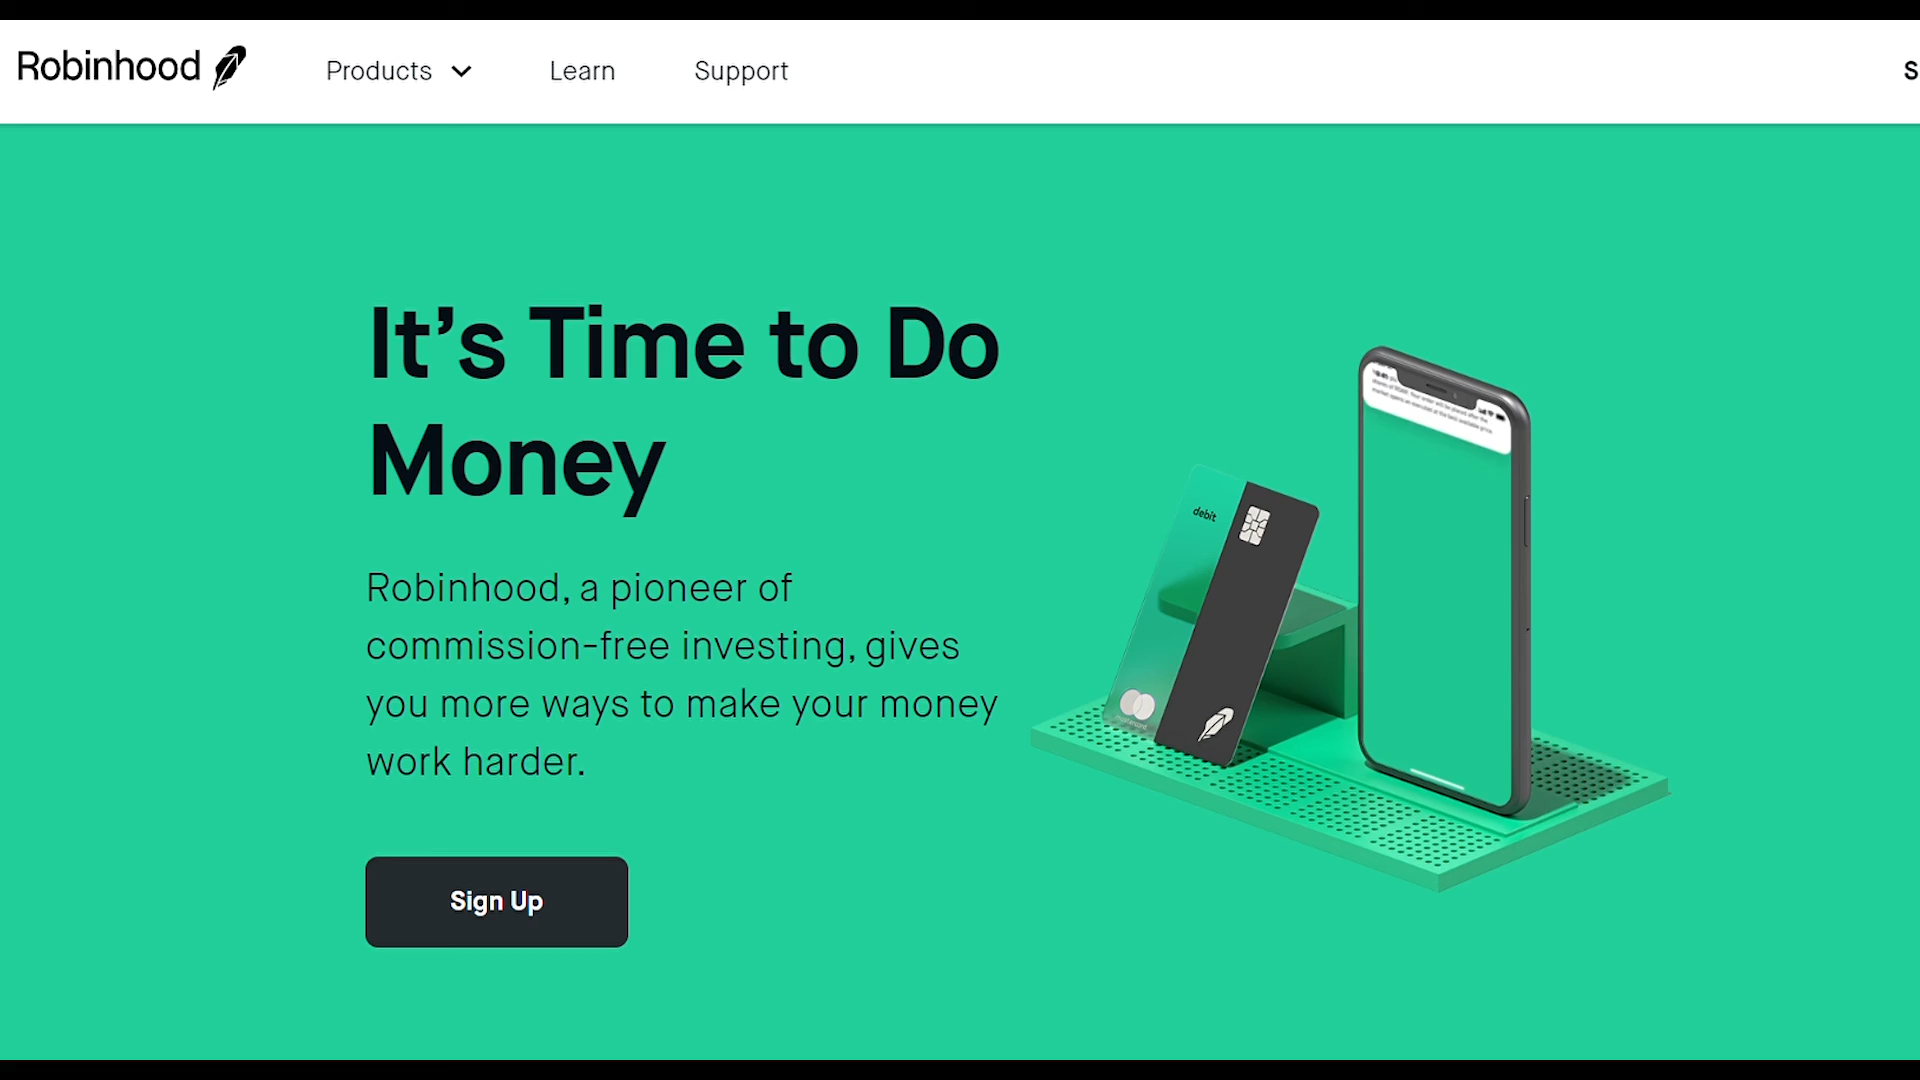 Robinhood
Products
Learn
Support
S
It’s Time to Do
Money
Robinhood, a pioneer of
commission-free investing, gives
you more ways to make your money
work harder.
Sign Up
debit